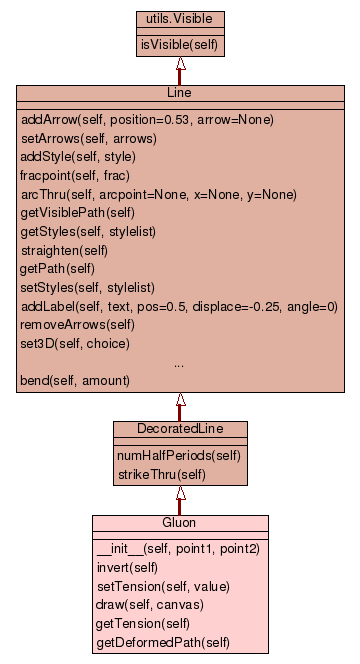 utils.Visible
isVisible(self)
Line
addArrow(self, position=0.53, arrow=None)
setArrows(self, arrows)
addStyle(self, style)
fracpoint(self, frac)
arcThru(self, arcpoint=None, x=None, y=None)
getVisiblePath(self)
getStyles(self, stylelist)
straighten(self)
getPath(self)
setStyles(self, stylelist)
addLabel(self, text, pos=0.5, displace=-0.25, angle=0)
removeArrows(self)
set3D(self, choice)
...
bend(self, amount)
DecoratedLine
numHalfPeriods(self)
strikeThru(self)
Gluon
__init__(self, point1, point2)
invert(self)
setTension(self, value)
draw(self, canvas)
getTension(self)
getDeformedPath(self)